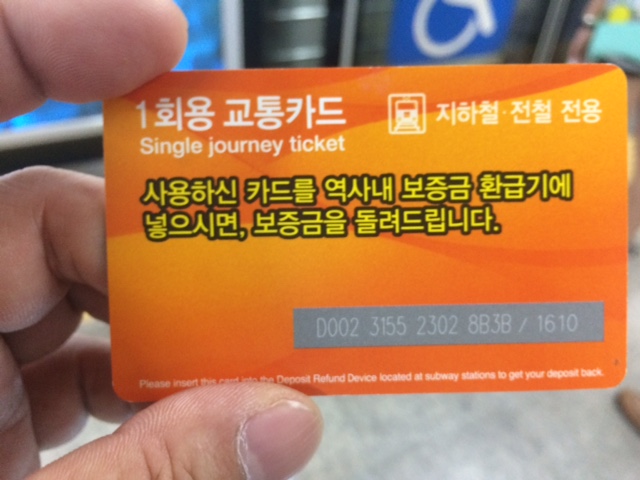 1회용 교통카드
지하철·전철 전용
Single journey ticket
사용하신 카드를 역사내 보증금 환급기에
넣으시면, 보증금을 돌려드립니다.
D002 3155 2302 8B3B / 1610
Please insert this card into the Deposit Refund Device located at subway stations to get your deposit back.